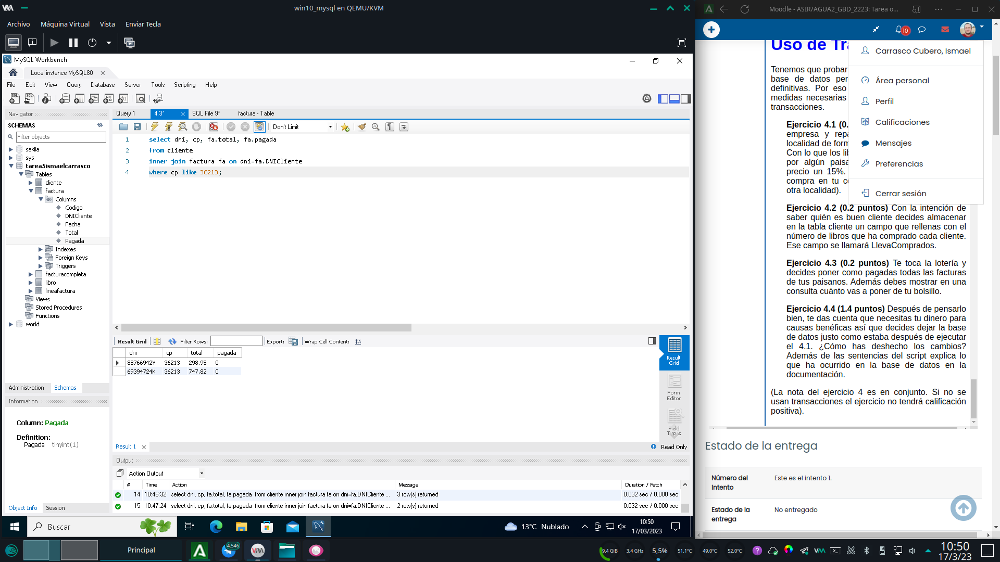 win10_mysql en QEMU/KVM
Archivo Máquina Virtual Vista Enviar Tecla
MySQL Workbench
Local instance MySQL80
File Edit View Query Database Server Tools Scripting Help
Navigator
SCHEMAS
Filter objects
sakila
sys
tarea5ismaelcarrasco
Tables
cliente
factura
Columns
Codigo
DNICliente
Fecha
Total
Pagada
Indexes
Foreign Keys
Triggers
facturacompleta
libro
lineafactura
Views
Stored Procedures
Functions
world
Administration Schemas
Information
Column: Pagada
Definition:
Pagada tinyint(1)
Object Info Session
Query 1 4.3* SQL File 9* factura - Table
Don't Limit
1 select dni, cp, fa.total, fa.pagada
2 from cliente
3 inner join factura fa on dni=fa.DNICliente
4 where cp like 36213;
Result Grid Filter Rows: Export: Wrap Cell Content:
dni cp total pagada
88766942Y 36213 298.95 0
69394724K 36213 747.82 0
Result Grid
Form Editor
Field Types
Result 1 Read Only
Output
Action Output
# Time Action Message Duration / Fetch
14 10:46:32 select dni, cp, fa.total, fa.pagada from cliente inner join factura fa on dni=fa.DNICliente ... 3 row(s) returned 0.032 sec / 0.000 sec
15 10:47:24 select dni, cp, fa.total, fa.pagada from cliente inner join factura fa on dni=fa.DNICliente ... 2 row(s) returned 0.032 sec / 0.000 sec
Buscar
13°C Nublado
10:50
17/03/2023
Moodle - ASIR/AGUA2_GBD_2223: Tarea o...
10
Carrasco Cubero, Ismael
Área personal
Perfil
Calificaciones
Mensajes
Preferencias
Cerrar sesión
Uso de Tra
Tenemos que probar
base de datos per
definitivas. Por eso
medidas necesarias
transacciones.
Ejercicio 4.1 (0.
empresa y repa
localidad de form
Con lo que los lib
por algún paisa
precio un 15%.
compra en tu c
otra localidad).
Ejercicio 4.2 (0.2 puntos) Con la intención de
saber quién es buen cliente decides almacenar
en la tabla cliente un campo que rellenas con el
número de libros que ha comprado cada cliente.
Ese campo se llamará LlevaComprados.
Ejercicio 4.3 (0.2 puntos) Te toca la lotería y
decides poner como pagadas todas las facturas
de tus paisanos. Además debes mostrar en una
consulta cuánto vas a poner de tu bolsillo.
Ejercicio 4.4 (1.4 puntos) Después de pensarlo
bien, te das cuenta que necesitas tu dinero para
causas benéficas así que decides dejar la base
de datos justo como estaba después de ejecutar
el 4.1. ¿Cómo has deshecho los cambios?
Además de las sentencias del script explica lo
que ha ocurrido en la base de datos en la
documentación.
(La nota del ejercicio 4 es en conjunto. Si no se
usan transacciones el ejercicio no tendrá calificación
positiva).
Estado de la entrega
Número del Intento Este es el intento 1.
Estado de la entrega No entregado
Principal
4.546
9,4 GiB 3,4 GHz 5,5% 51,1°C 49,0°C 52,0°C
10:50
17/3/23